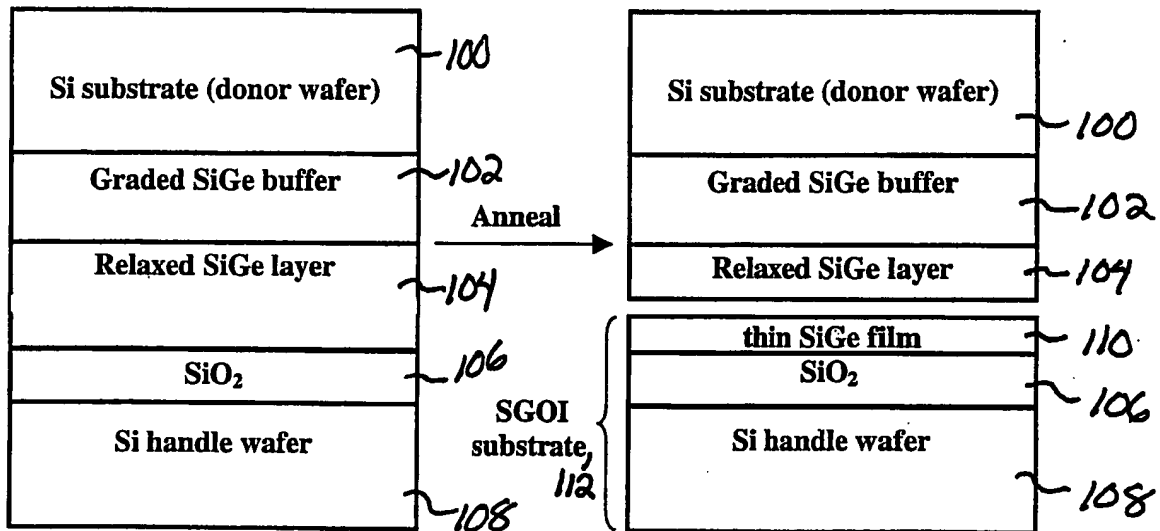 Si substrate (donor wafer)
100
Graded SiGe buffer
102
Relaxed SiGe layer
104
SiO₂
106
Si handle wafer
108
Anneal
Si substrate (donor wafer)
100
Graded SiGe buffer
102
Relaxed SiGe layer
104
thin SiGe film
110
SiO₂
106
Si handle wafer
108
SGOI
substrate,
112